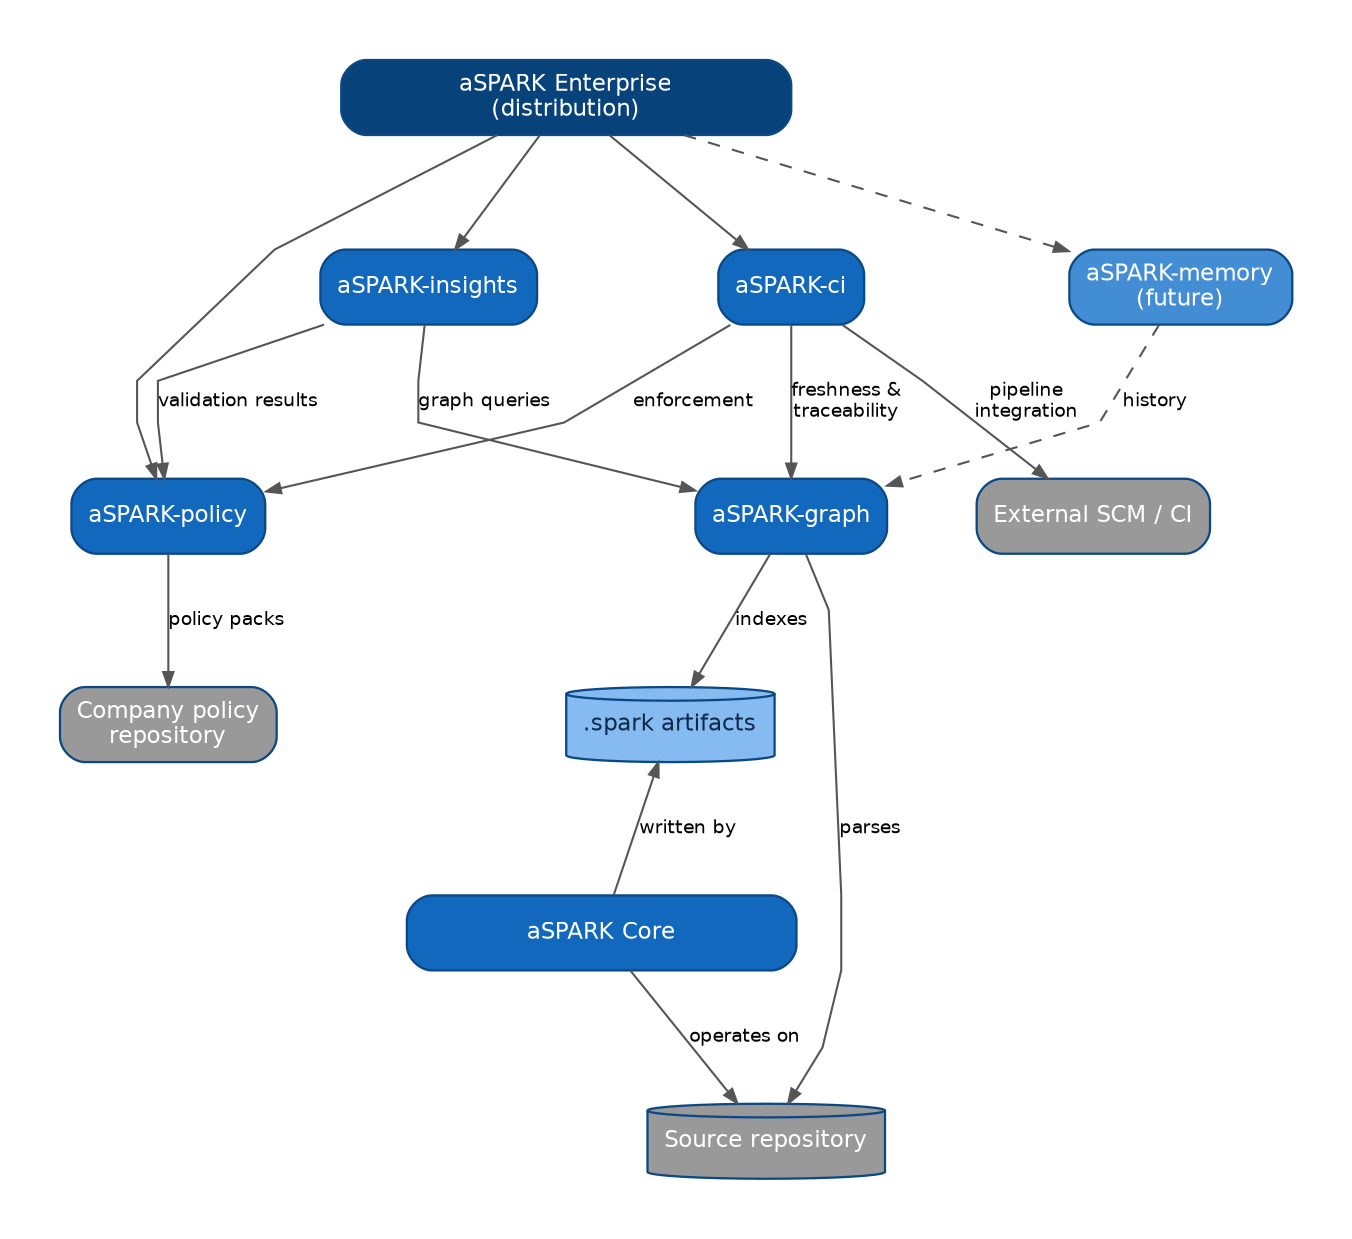 aSPARK Enterprise
(distribution)
aSPARK-insights
aSPARK-ci
aSPARK-memory
(future)
validation results
graph queries
enforcement
freshness &
traceability
pipeline
integration
history
aSPARK-policy
aSPARK-graph
External SCM / CI
policy packs
indexes
Company policy
repository
.spark artifacts
written by
parses
aSPARK Core
operates on
Source repository